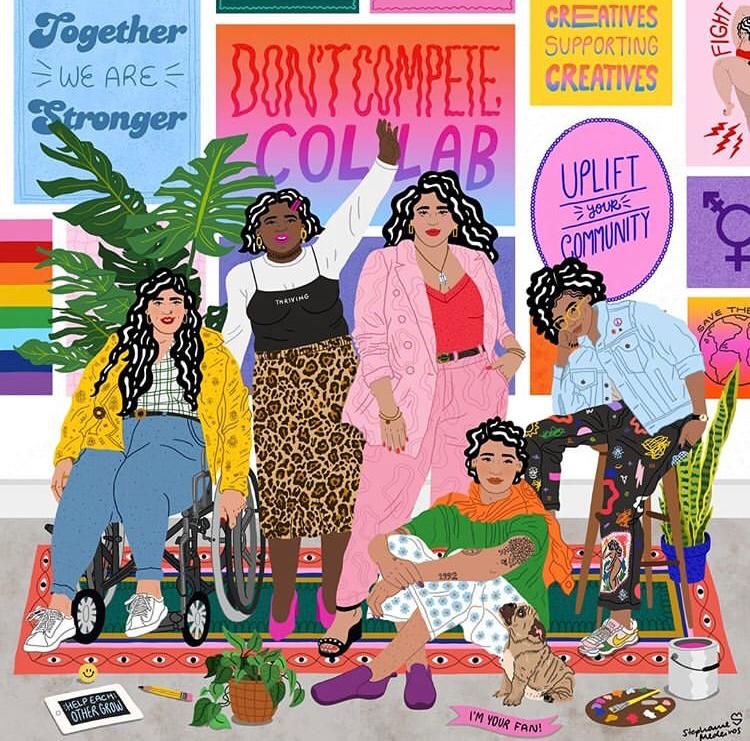 Together
WE ARE
Stronger
DON'T COMPETE
COLLAB
CREATIVES
SUPPORTING
CREATIVES
FIGHT
UPLIFT
your
COMMUNITY
SAVE THE
THRIVING
1992
HELP EACH
OTHER GROW
I'M YOUR FAN!
Stephanie
Medeiros